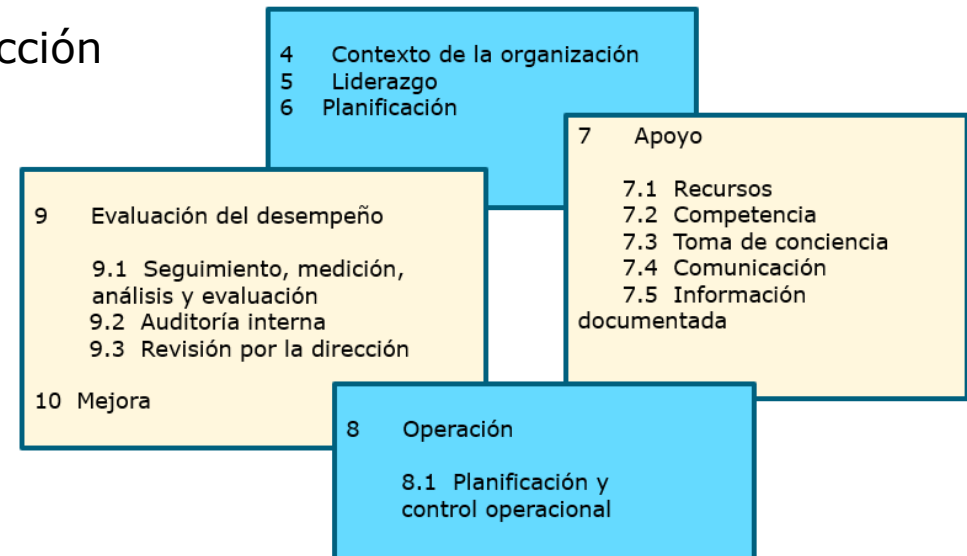 cción
4 Contexto de la organización
5 Liderazgo
6 Planificación
7 Apoyo
7.1 Recursos
7.2 Competencia
7.3 Toma de conciencia
7.4 Comunicación
7.5 Información
documentada
9 Evaluación del desempeño
9.1 Seguimiento, medición,
análisis y evaluación
9.2 Auditoría interna
9.3 Revisión por la dirección
10 Mejora
8 Operación
8.1 Planificación y
control operacional